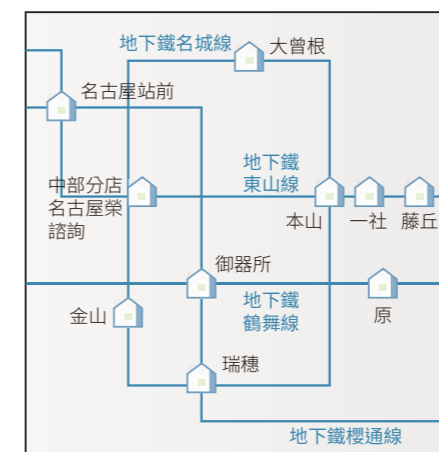 地下鐵名城線
大曾根
名古屋站前
地下鐵
東山線
中部分店
名古屋榮
諮詢
本山
一社
藤丘
御器所
地下鐵
鶴舞線
金山
原
瑞穗
地下鐵櫻通線